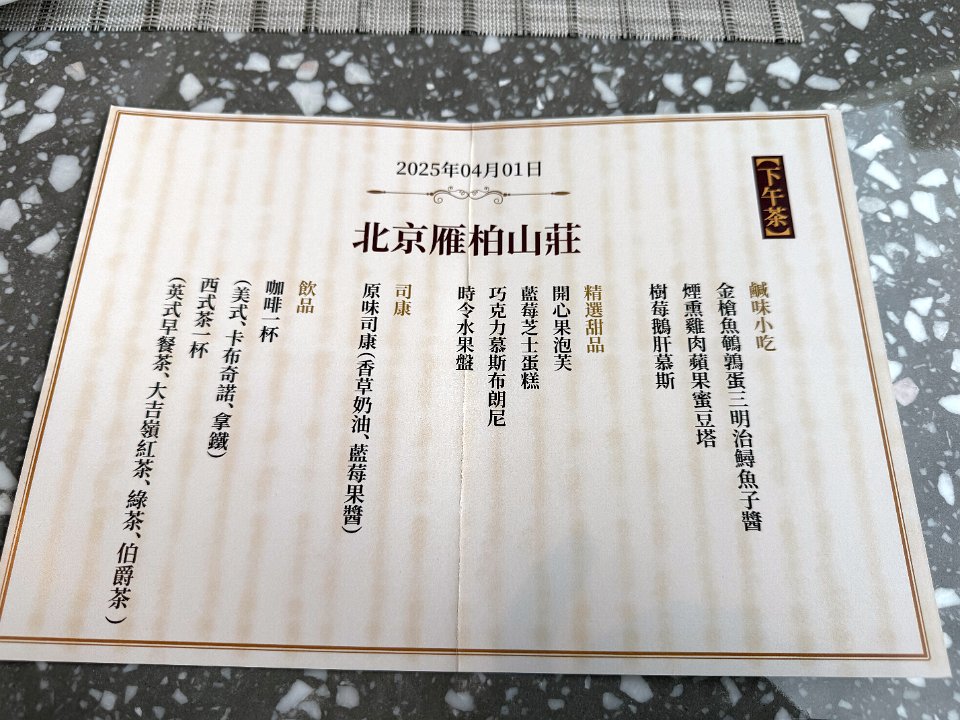 2025年04月01日
北京雁柏山莊
【下午茶】
鹹味小吃
金槍魚鵪鶉蛋三明治鱘魚子醬
煙熏雞肉蘋果蜜豆塔
樹莓鵝肝慕斯
精選甜品
開心果泡芙
藍莓芝士蛋糕
巧克力慕斯布朗尼
時令水果盤
司康
原味司康(香草奶油、藍莓果醬)
飲品
咖啡一杯
(美式、卡布奇諾、拿鐵)
西式茶一杯
(英式早餐茶、大吉嶺紅茶、綠茶、伯爵茶)